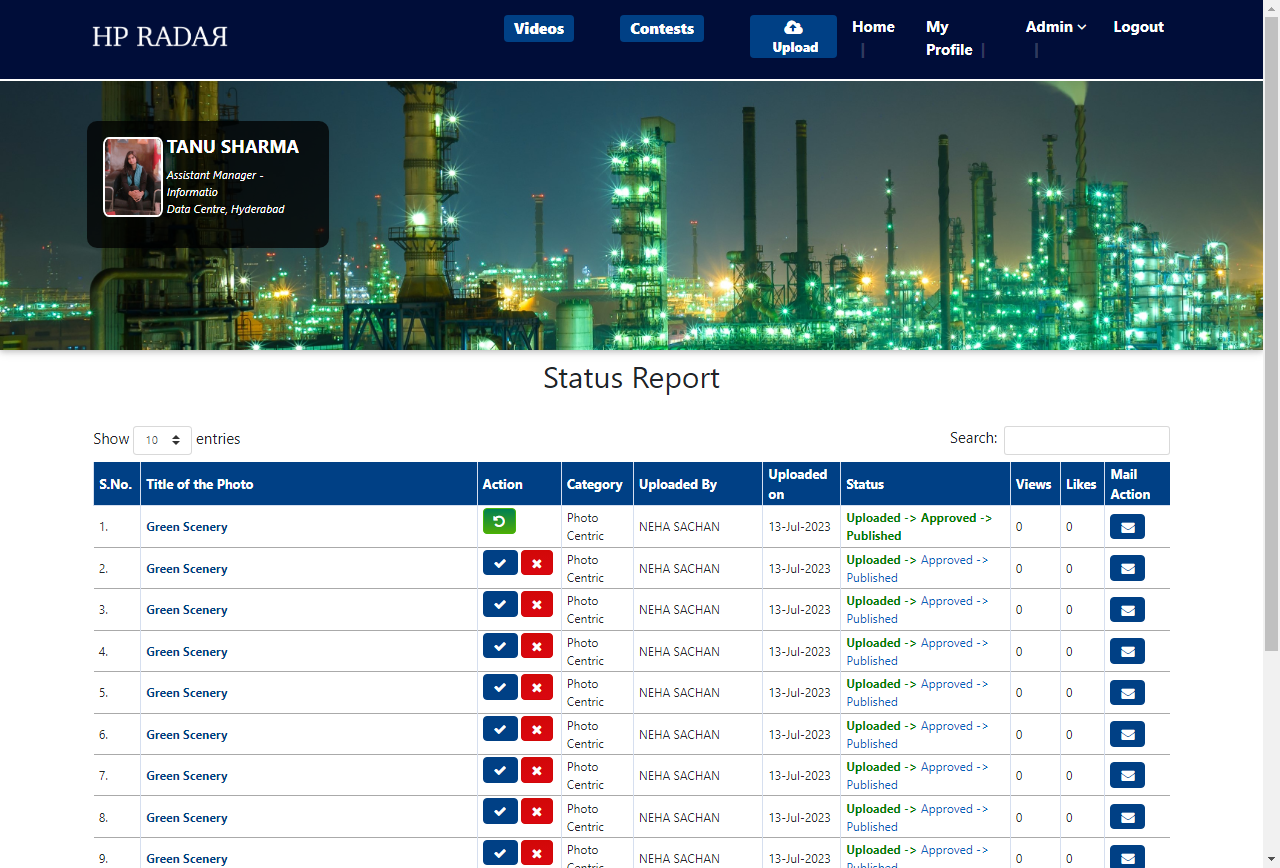 HP RADAЯ
Videos
Contests
Upload
Home
|
My
Profile |
Admin
|
Logout
TANU SHARMA
Assistant Manager -
Informatio
Data Centre, Hyderabad
Status Report
Show 10 entries
Search:
S.No. Title of the Photo Action Category Uploaded By Uploaded on Status Views Likes Mail Action
1. Green Scenery Photo Centric NEHA SACHAN 13-Jul-2023 Uploaded -> Approved -> Published 0 0
2. Green Scenery Photo Centric NEHA SACHAN 13-Jul-2023 Uploaded -> Approved -> Published 0 0
3. Green Scenery Photo Centric NEHA SACHAN 13-Jul-2023 Uploaded -> Approved -> Published 0 0
4. Green Scenery Photo Centric NEHA SACHAN 13-Jul-2023 Uploaded -> Approved -> Published 0 0
5. Green Scenery Photo Centric NEHA SACHAN 13-Jul-2023 Uploaded -> Approved -> Published 0 0
6. Green Scenery Photo Centric NEHA SACHAN 13-Jul-2023 Uploaded -> Approved -> Published 0 0
7. Green Scenery Photo Centric NEHA SACHAN 13-Jul-2023 Uploaded -> Approved -> Published 0 0
8. Green Scenery Photo Centric NEHA SACHAN 13-Jul-2023 Uploaded -> Approved -> Published 0 0
9. Green Scenery Photo Centric NEHA SACHAN 13-Jul-2023 Uploaded -> Approved -> Published 0 0